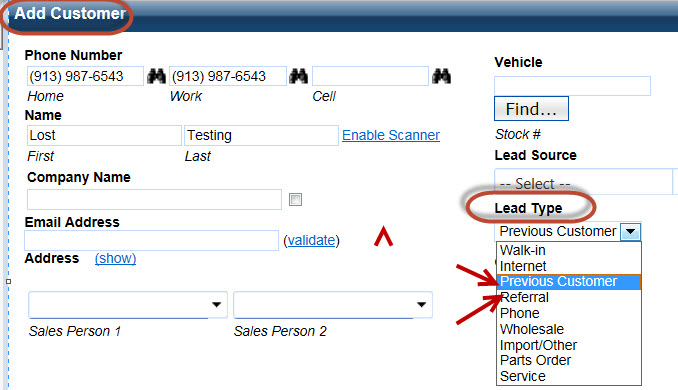 Add Customer
Phone Number
(913) 987-6543 (913) 987-6543
Home Work Cell
Name
Lost Testing Enable Scanner
First Last
Company Name
Email Address
(validate)
Address (show)
Sales Person 1 Sales Person 2
Vehicle
Find...
Stock #
Lead Source
-- Select --
Lead Type
Previous Customer
Walk-in
Internet
Previous Customer
Referral
Phone
Wholesale
Import/Other
Parts Order
Service